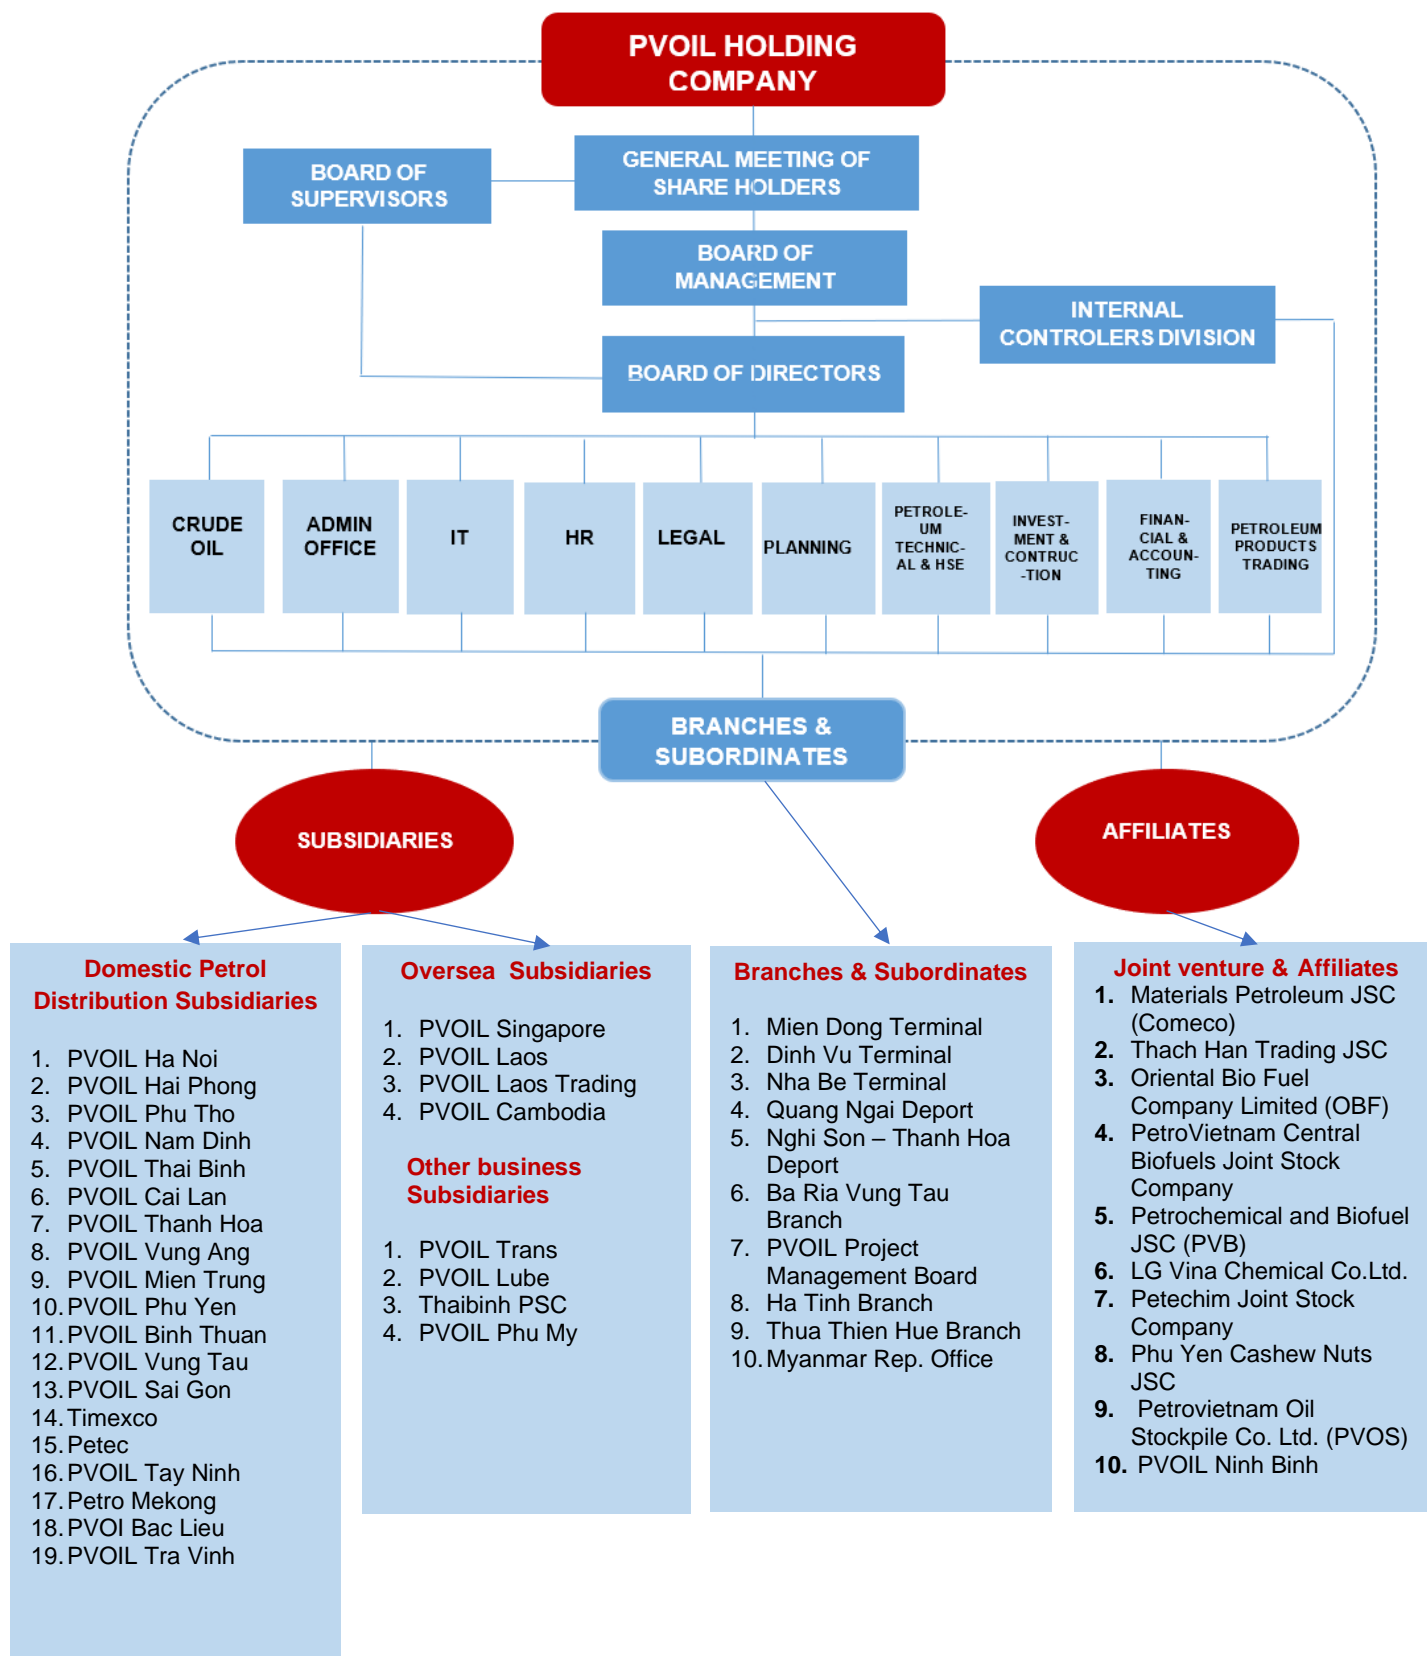 PVOIL HOLDING
COMPANY
BOARD OF
SUPERVISORS
GENERAL MEETING OF
SHARE HOLDERS
BOARD OF
MANAGEMENT
INTERNAL
CONTROLERS DIVISION
BOARD OF DIRECTORS
CRUDE
OIL
ADMIN
OFFICE
IT
HR
LEGAL
PLANNING
PETROLE-
UM
TECHNIC-
AL & HSE
INVEST-
MENT &
CONTRUC
-TION
FINAN-
CIAL &
ACCOUN-
TING
PETROLEUM
PRODUCTS
TRADING
BRANCHES &
SUBORDINATES
SUBSIDIARIES
AFFILIATES
Domestic Petrol
Distribution Subsidiaries
1. PVOIL Ha Noi
2. PVOIL Hai Phong
3. PVOIL Phu Tho
4. PVOIL Nam Dinh
5. PVOIL Thai Binh
6. PVOIL Cai Lan
7. PVOIL Thanh Hoa
8. PVOIL Vung Ang
9. PVOIL Mien Trung
10. PVOIL Phu Yen
11. PVOIL Binh Thuan
12. PVOIL Vung Tau
13. PVOIL Sai Gon
14. Timexco
15. Petec
16. PVOIL Tay Ninh
17. Petro Mekong
18. PVOI Bac Lieu
19. PVOIL Tra Vinh
Oversea Subsidiaries
1. PVOIL Singapore
2. PVOIL Laos
3. PVOIL Laos Trading
4. PVOIL Cambodia
Other business
Subsidiaries
1. PVOIL Trans
2. PVOIL Lube
3. Thaibinh PSC
4. PVOIL Phu My
Branches & Subordinates
1. Mien Dong Terminal
2. Dinh Vu Terminal
3. Nha Be Terminal
4. Quang Ngai Deport
5. Nghi Son – Thanh Hoa
Deport
6. Ba Ria Vung Tau
Branch
7. PVOIL Project
Management Board
8. Ha Tinh Branch
9. Thua Thien Hue Branch
10. Myanmar Rep. Office
Joint venture & Affiliates
1. Materials Petroleum JSC
(Comeco)
2. Thach Han Trading JSC
3. Oriental Bio Fuel
Company Limited (OBF)
4. PetroVietnam Central
Biofuels Joint Stock
Company
5. Petrochemical and Biofuel
JSC (PVB)
6. LG Vina Chemical Co.Ltd.
7. Petechim Joint Stock
Company
8. Phu Yen Cashew Nuts
JSC
9. Petrovietnam Oil
Stockpile Co. Ltd. (PVOS)
10. PVOIL Ninh Binh